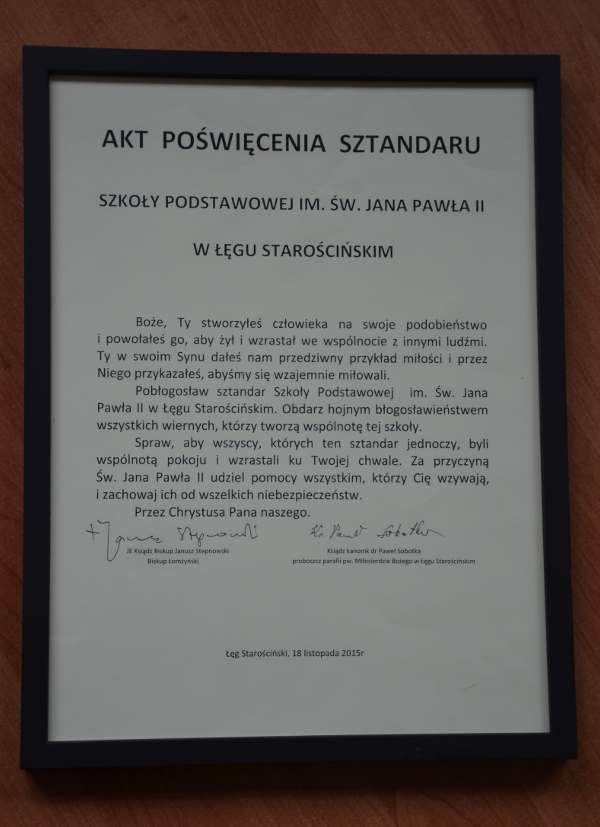 AKT POŚWIĘCENIA SZTANDARU
SZKOŁY PODSTAWOWEJ IM. ŚW. JANA PAWŁA II
W ŁĘGU STAROŚCIŃSKIM
Boże, Ty stworzyłeś człowieka na swoje podobieństwo
i powołałeś go, aby żył i wzrastał we wspólnocie z innymi ludźmi.
Ty w swoim Synu dałeś nam przedziwny przykład miłości i przez
Niego przykazałeś, abyśmy się wzajemnie miłowali.
Pobłogosław sztandar Szkoły Podstawowej im. Św. Jana
Pawła II w Łęgu Starościńskim. Obdarz hojnym błogosławieństwem
wszystkich wiernych, którzy tworzą wspólnotę tej szkoły.
Spraw, aby wszyscy, których ten sztandar jednoczy, byli
wspólnotą pokoju i wzrastali ku Twojej chwale. Za przyczyną
Św. Jana Pawła II udziel pomocy wszystkim, którzy Cię wzywają,
i zachowaj ich od wszelkich niebezpieczeństw.
Przez Chrystusa Pana naszego.
+ Janusz Stepnowski Ks. Paweł Sobotka
JE Ksiądz Biskup Janusz Stepnowski Ksiądz kanonik dr Paweł Sobotka
Biskup Łomżyński proboszcz parafii pw. Miłosierdzia Bożego w Łęgu Starościńskim
Łęg Starościński, 18 listopada 2015r